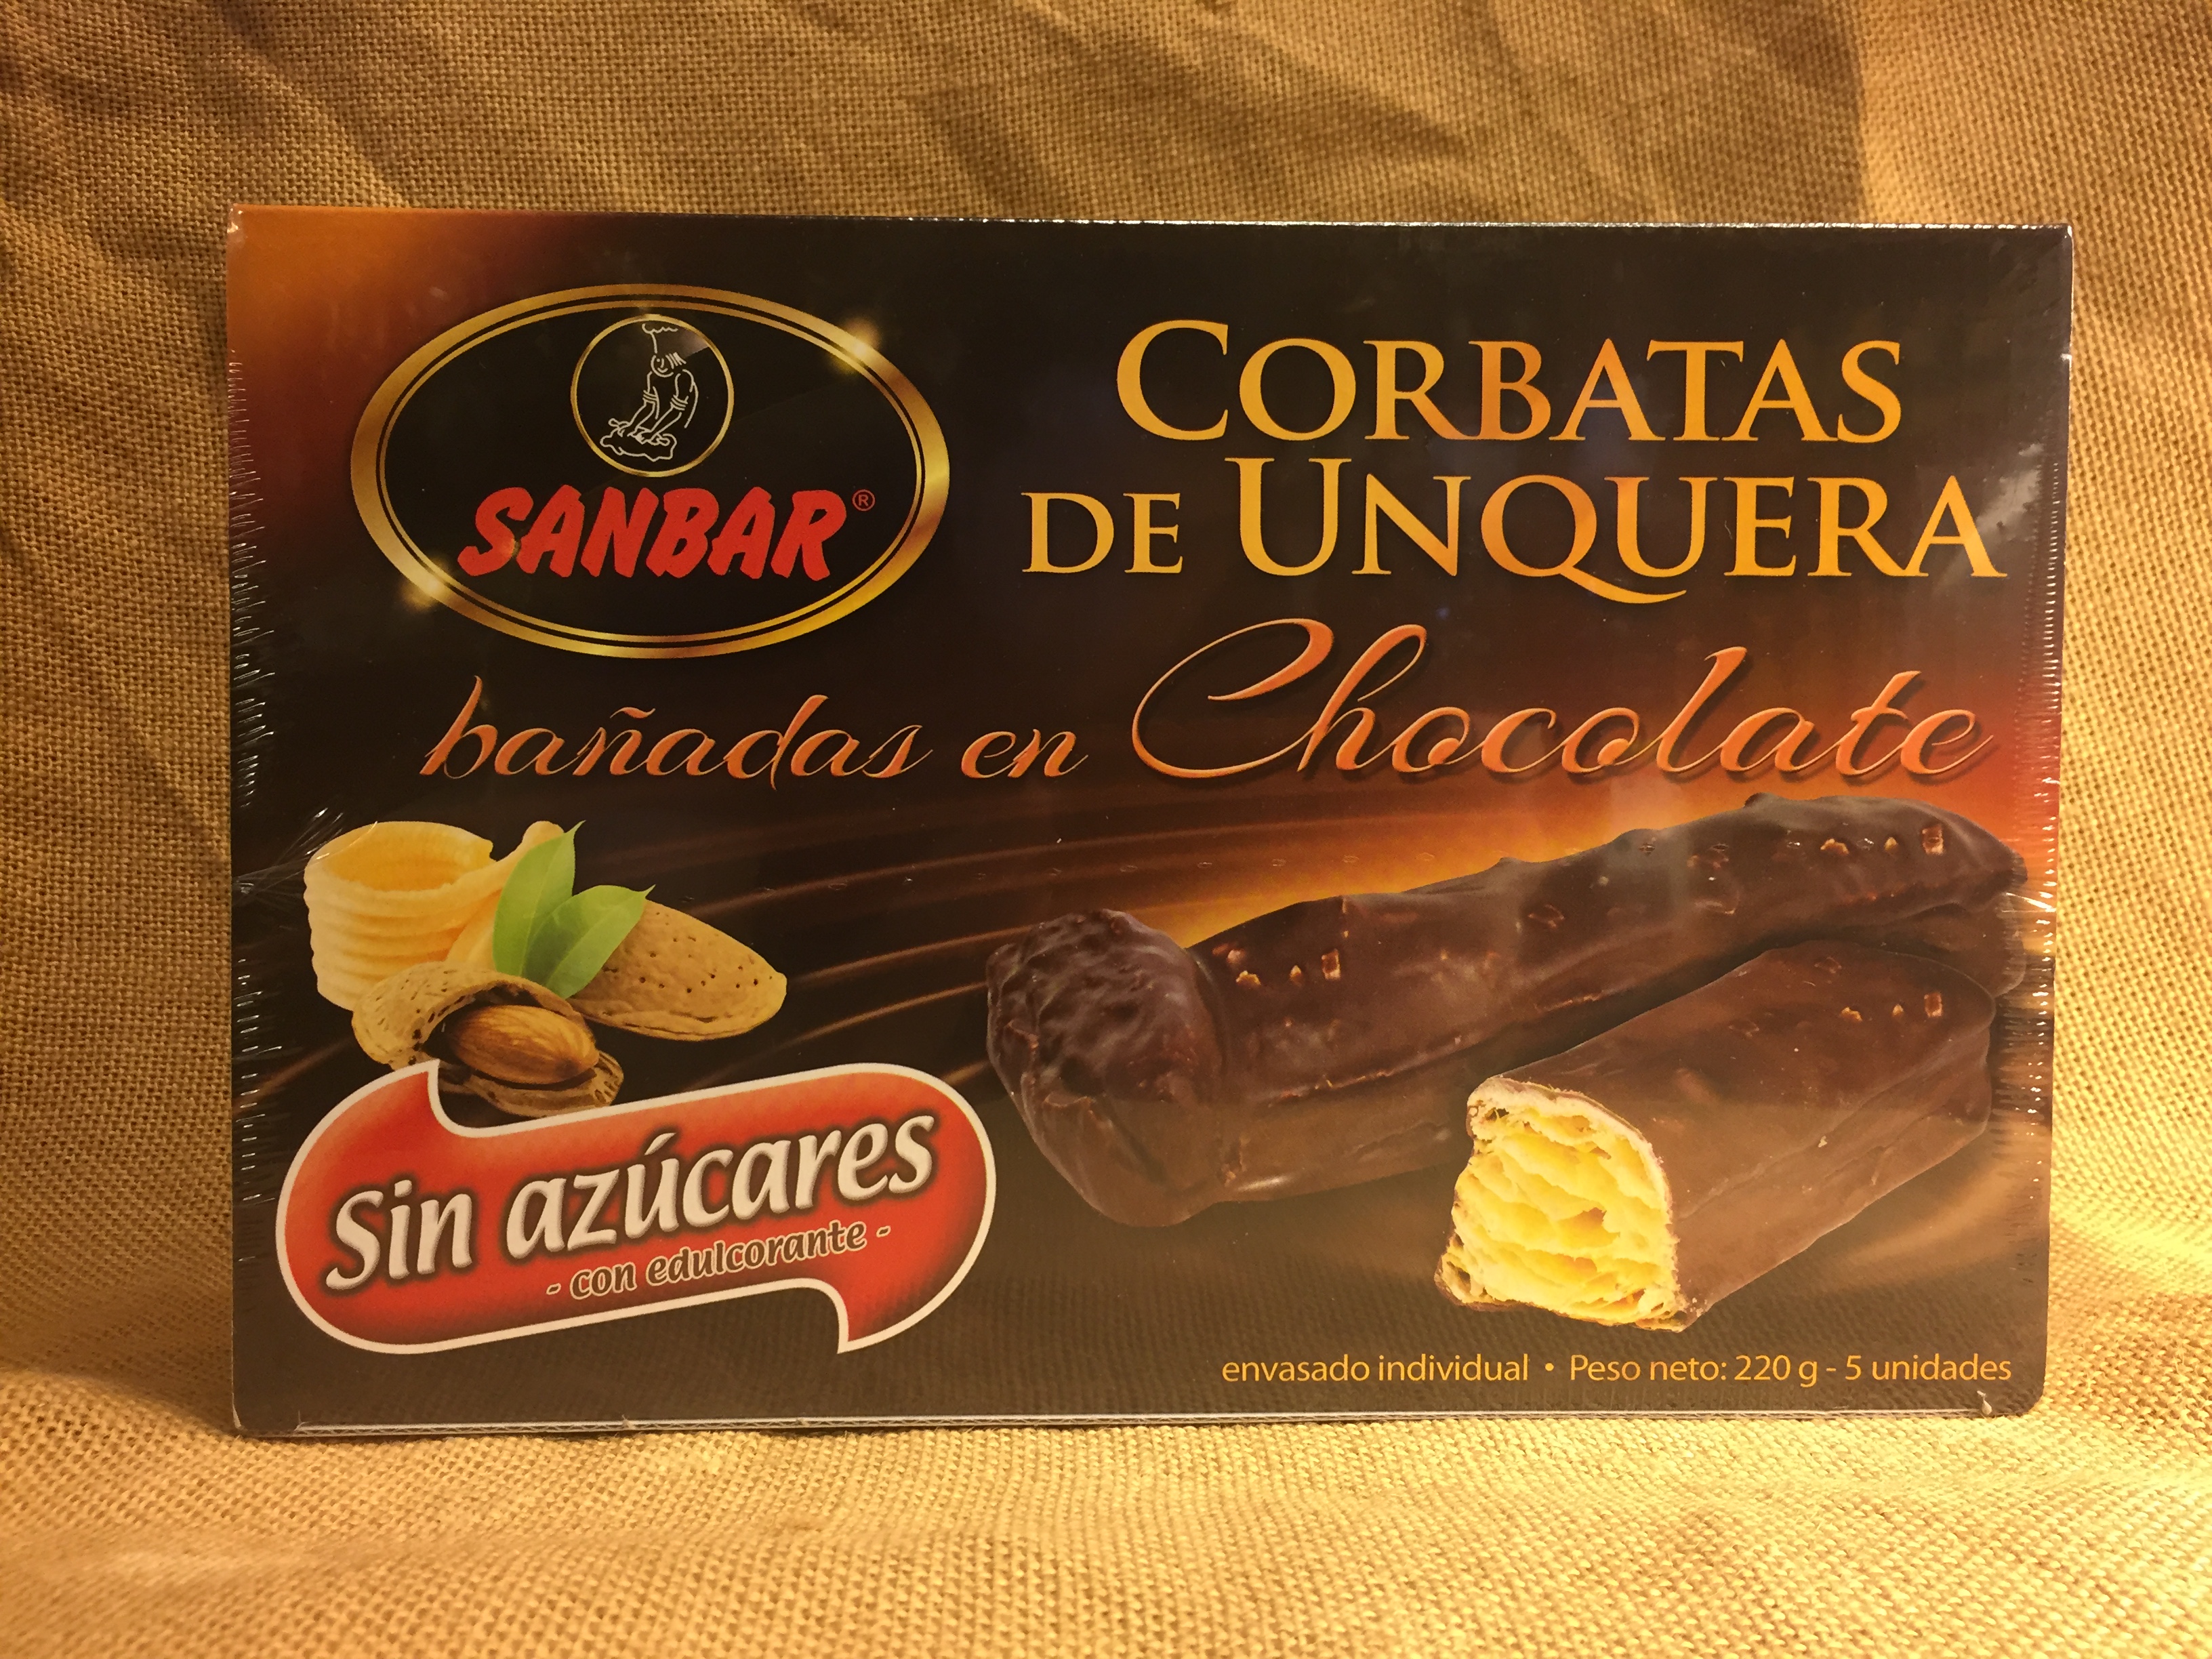 SANBAR®
CORBATAS
DE UNQUERA
bañadas en Chocolate
Sin azúcares
- con edulcorante -
envasado individual • Peso neto: 220 g - 5 unidades